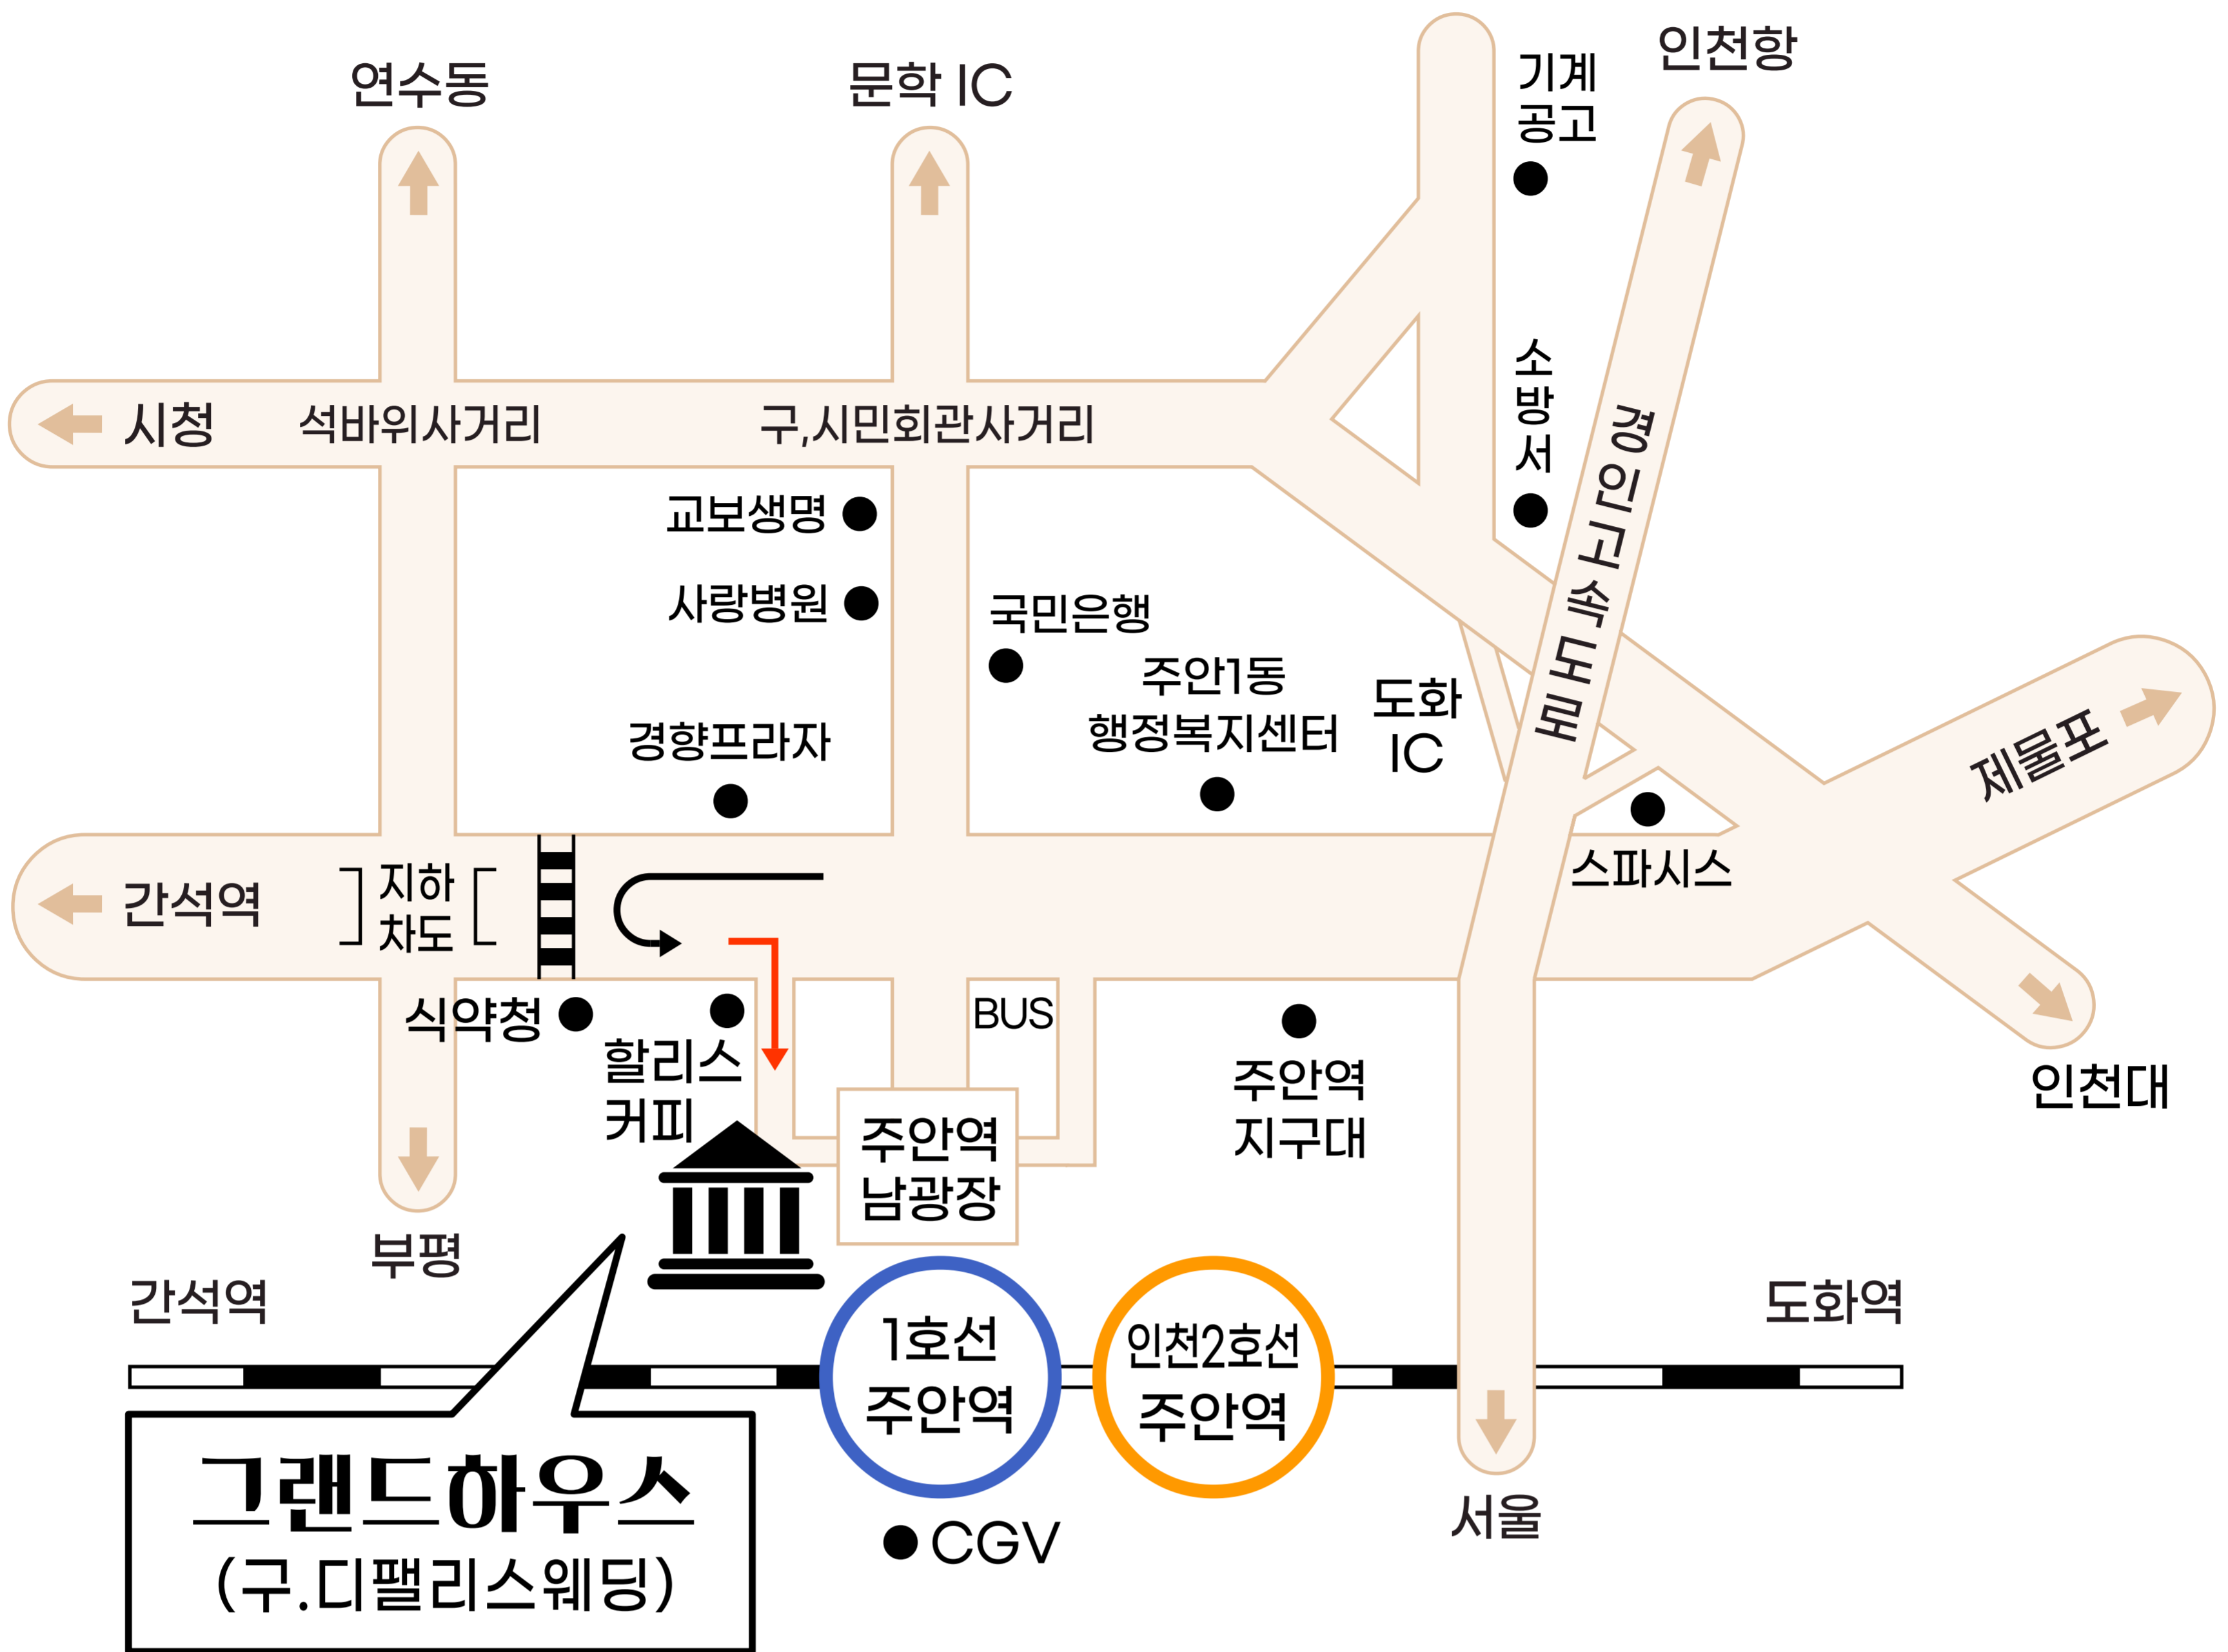 연수동
문학 IC
기계
공고
인천항
시청
석바위사거리
구,시민회관사거리
소
방
서
경인고속도로
교보생명
사랑병원
국민은행
주안1동
행정복지센터
도화
IC
경향프라자
제물포
스파시스
간석역
지하
차도
식약청
할리스
커피
BUS
주안역
남광장
주안역
지구대
인천대
부평
간석역
도화역
1호선
주안역
인천2호선
주안역
그랜드하우스
(구.디팰리스웨딩)
CGV
서울